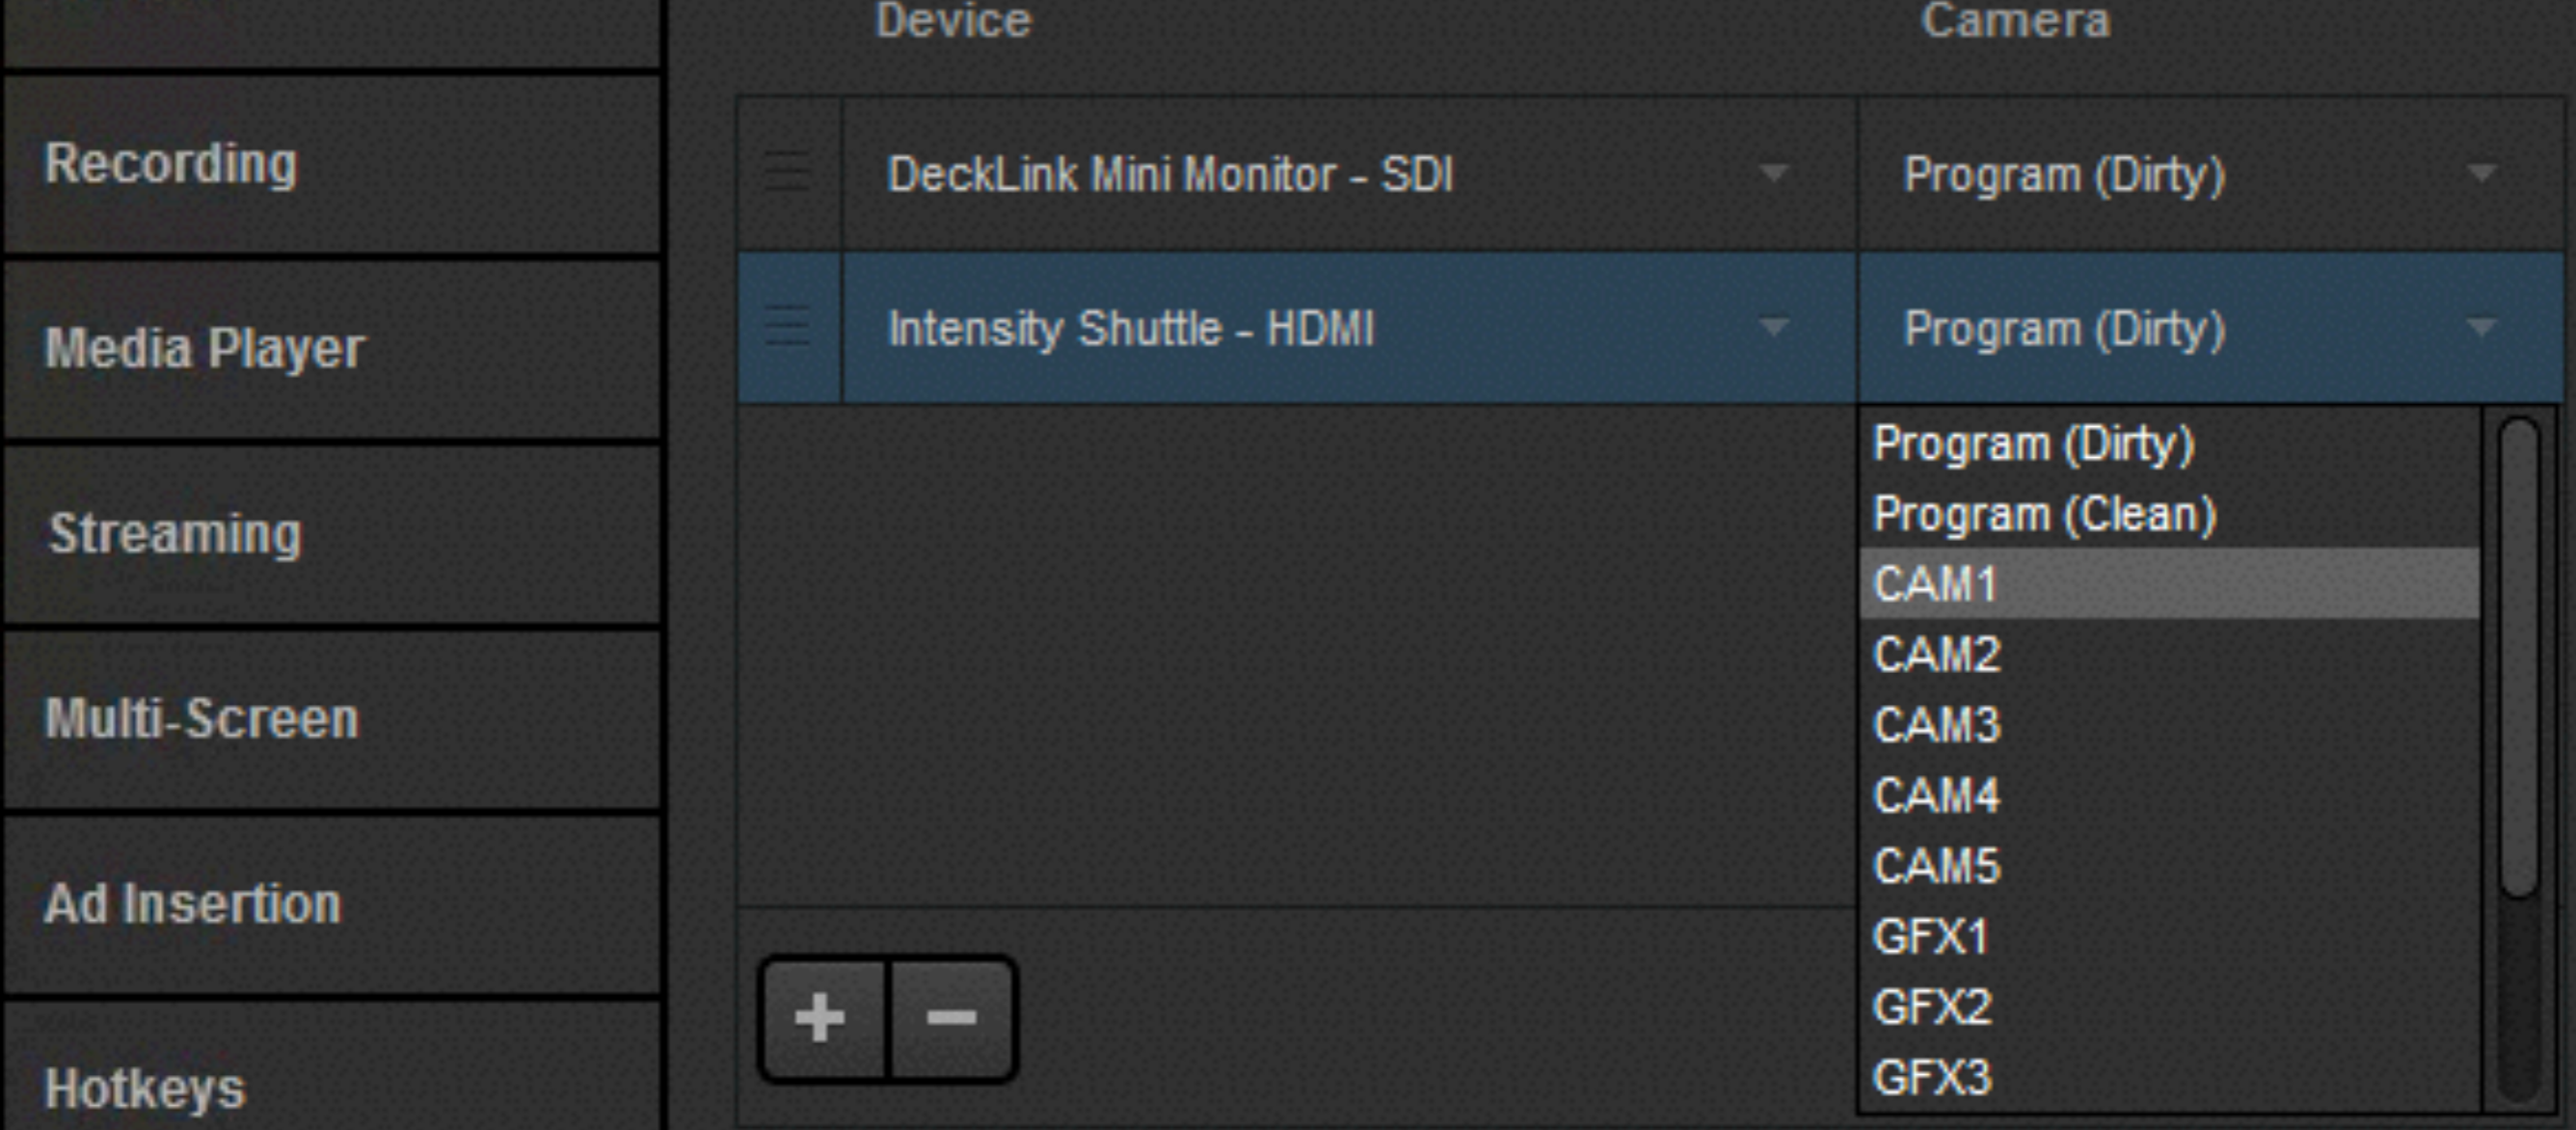 Device
Camera
Recording
Media Player
Streaming
Multi-Screen
Ad Insertion
Hotkeys
DeckLink Mini Monitor - SDI
Program (Dirty)
Intensity Shuttle - HDMI
Program (Dirty)
Program (Dirty)
Program (Clean)
CAM1
CAM2
CAM3
CAM4
CAM5
GFX1
GFX2
GFX3